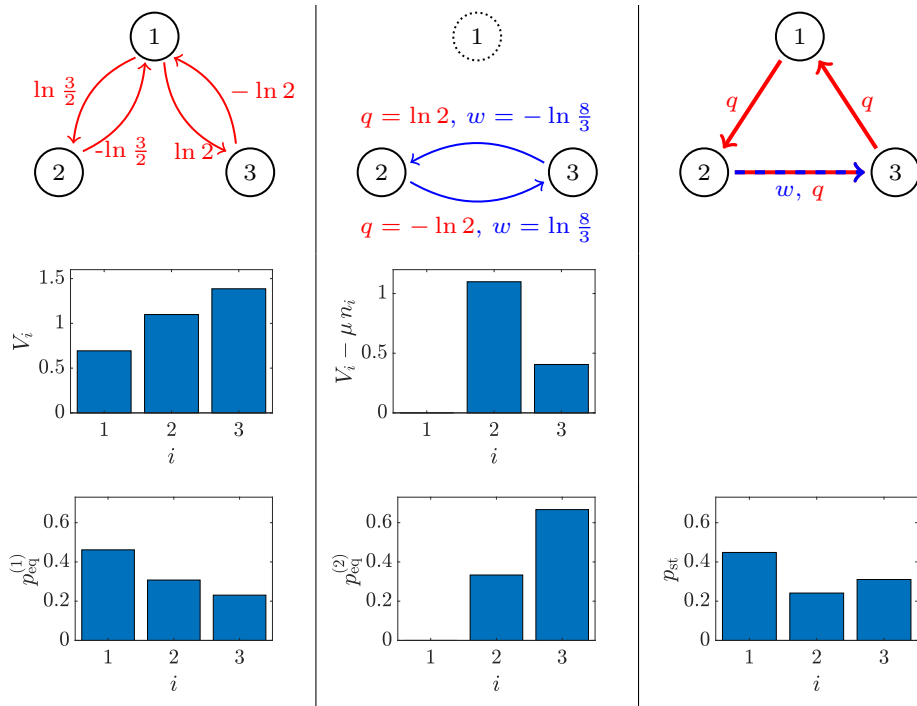 1
ln 3/2
− ln 2
-ln 3/2
ln 2
2
3
1
q = ln 2, w = − ln 8/3
2
3
q = − ln 2, w = ln 8/3
1
q
q
2
3
w, q
V_i
1.5
1
0.5
0
1 2 3
i
V_i − μ n_i
1
0.5
0
1 2 3
i
p_eq^(1)
0.6
0.4
0.2
0
1 2 3
i
p_eq^(2)
0.6
0.4
0.2
0
1 2 3
i
p_st
0.6
0.4
0.2
0
1 2 3
i